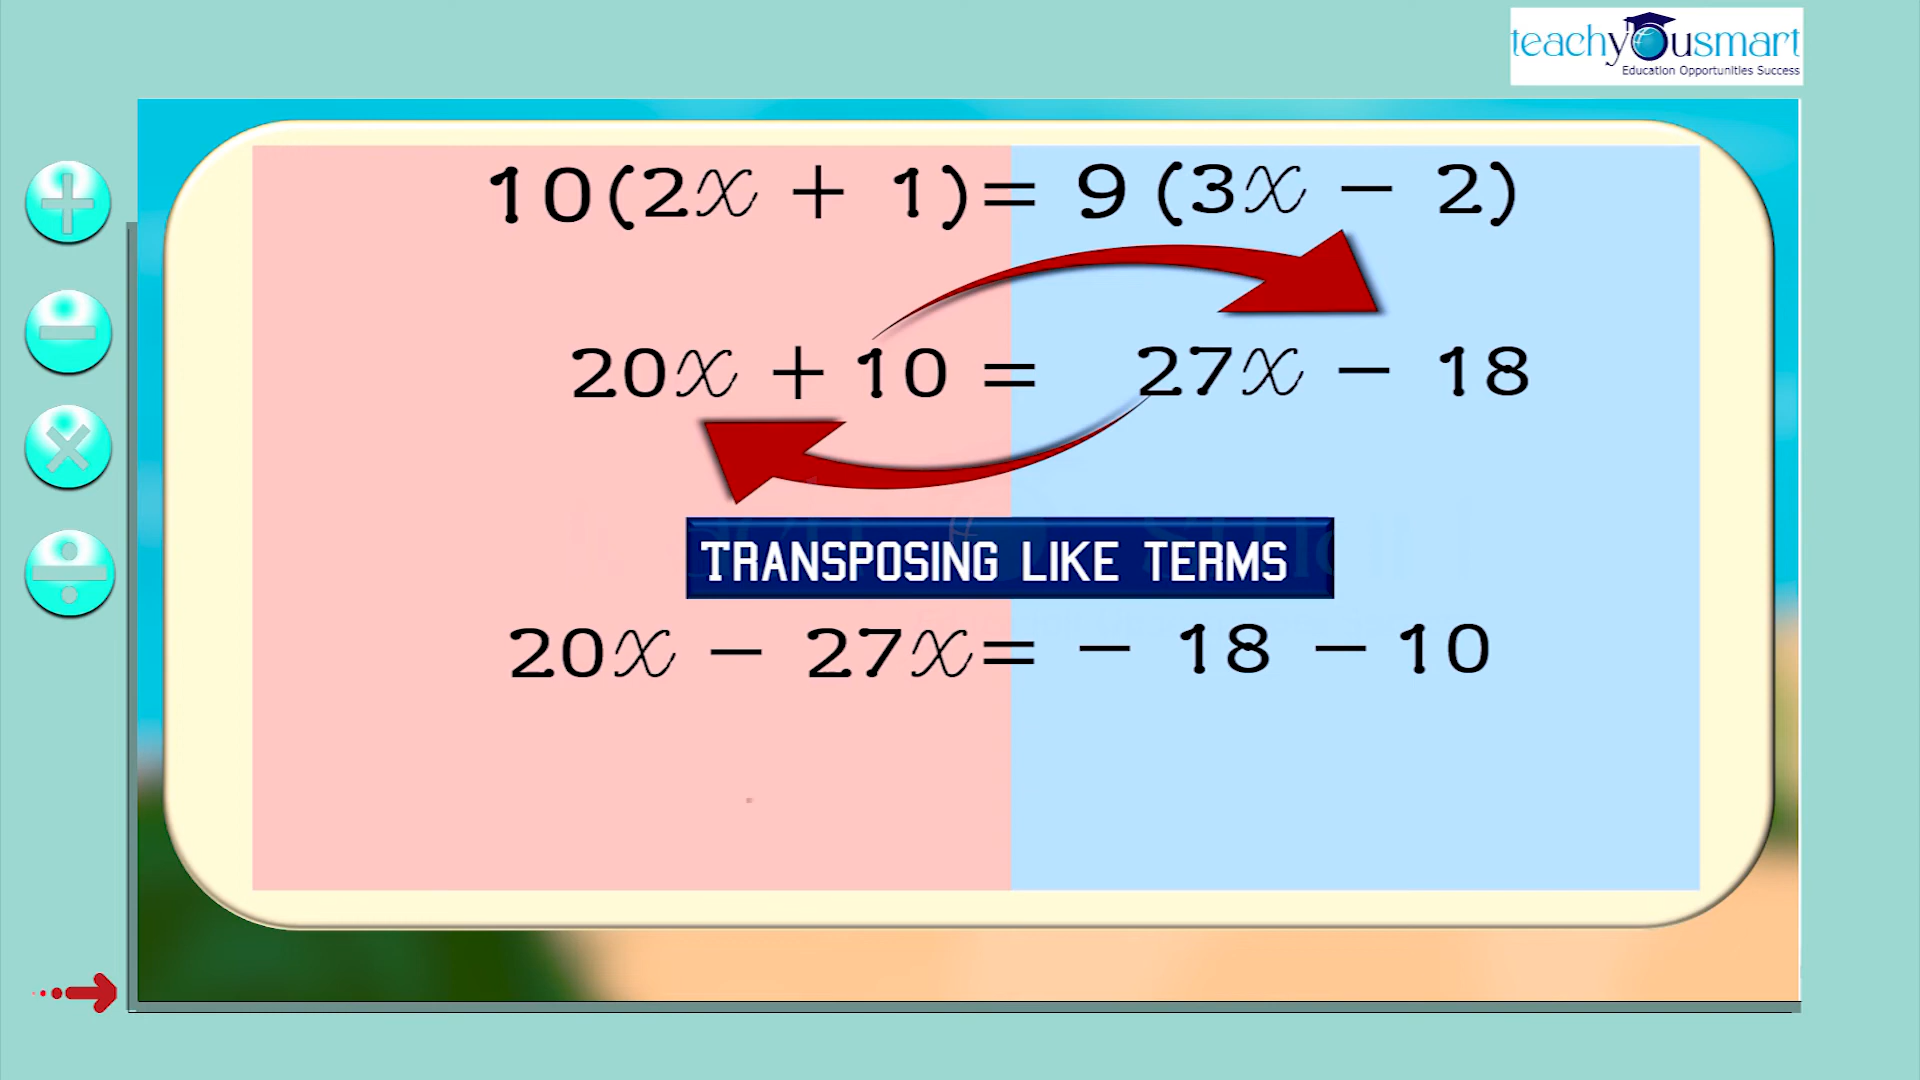 teachyousmart
Education Opportunities Success
10(2x + 1)= 9 (3x − 2)
20x + 10 = 27x − 18
TRANSPOSING LIKE TERMS
20x − 27x= − 18 − 10